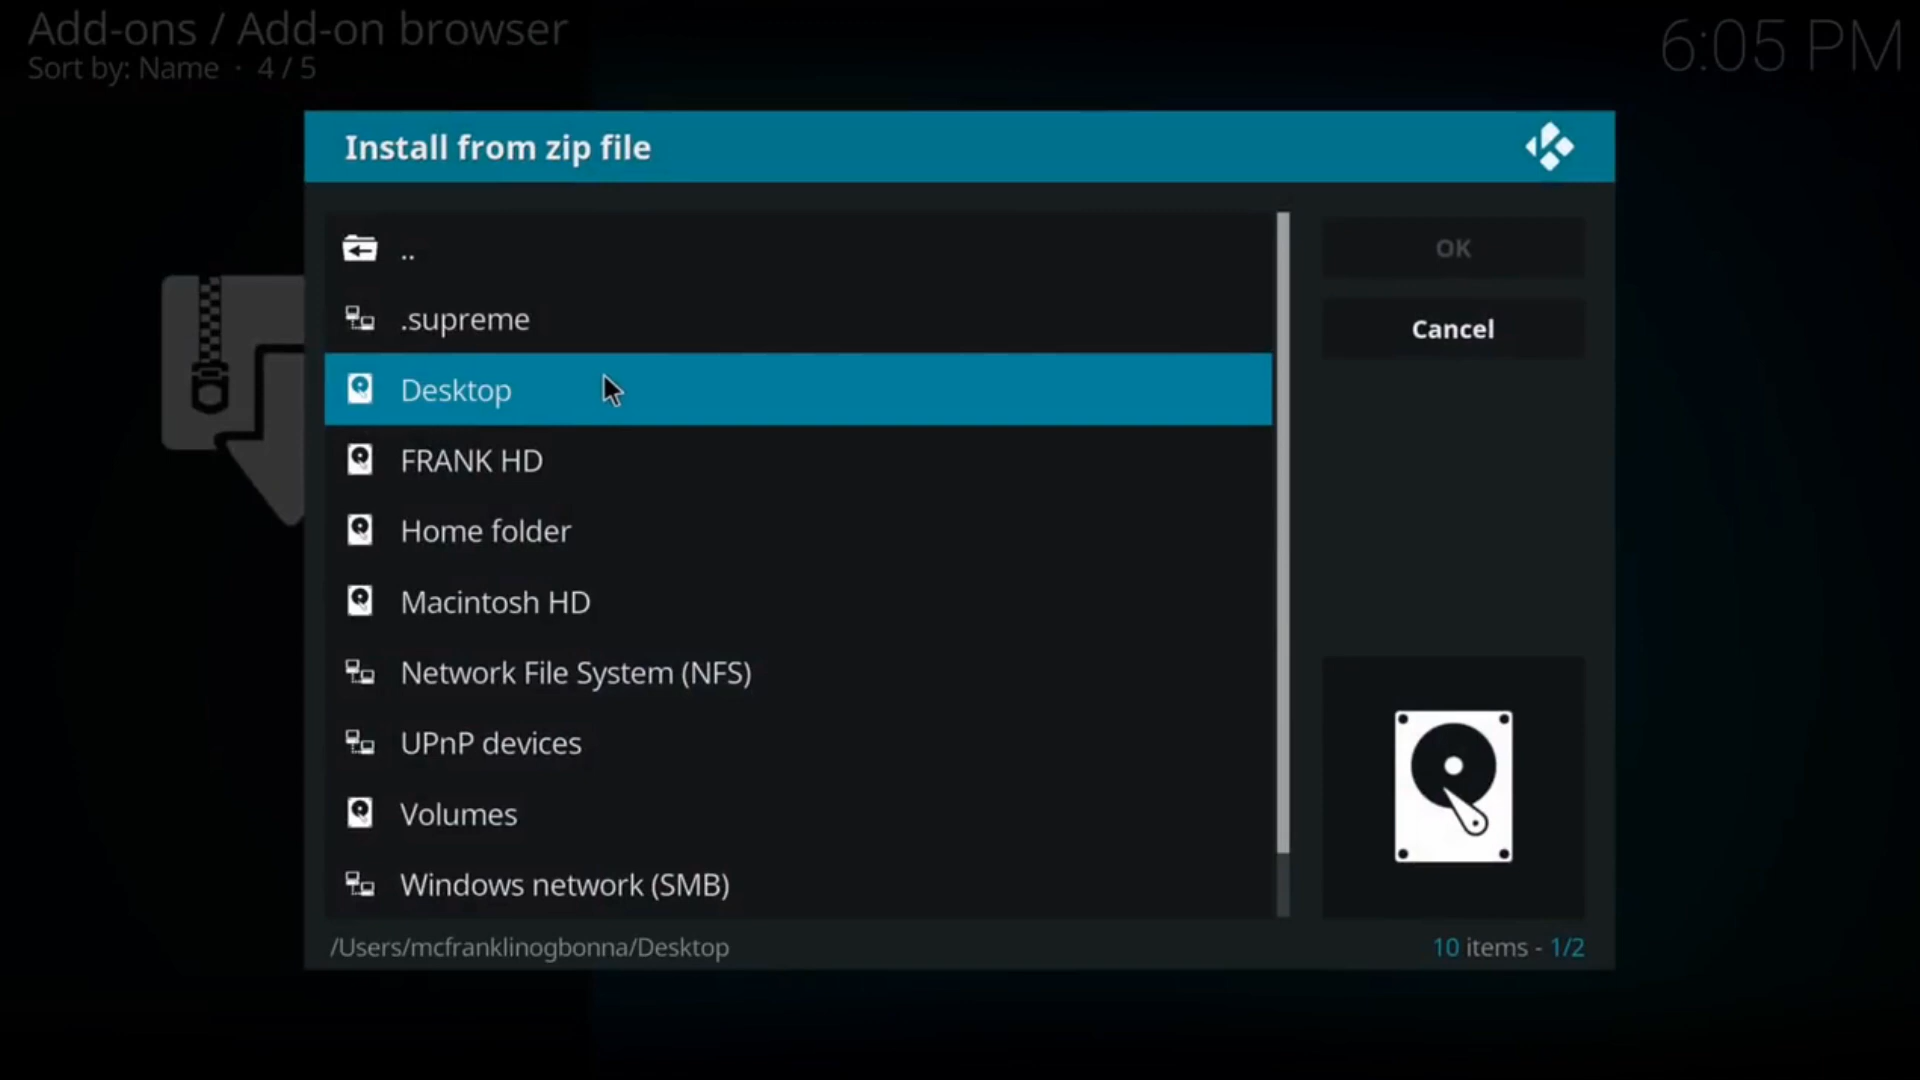 Add-ons / Add-on browser
Sort by: Name · 4 / 5
6:05 PM
Install from zip file
..
.supreme
Desktop
FRANK HD
Home folder
Macintosh HD
Network File System (NFS)
UPnP devices
Volumes
Windows network (SMB)
OK
Cancel
/Users/mcfranklinogbonna/Desktop
10 items - 1/2